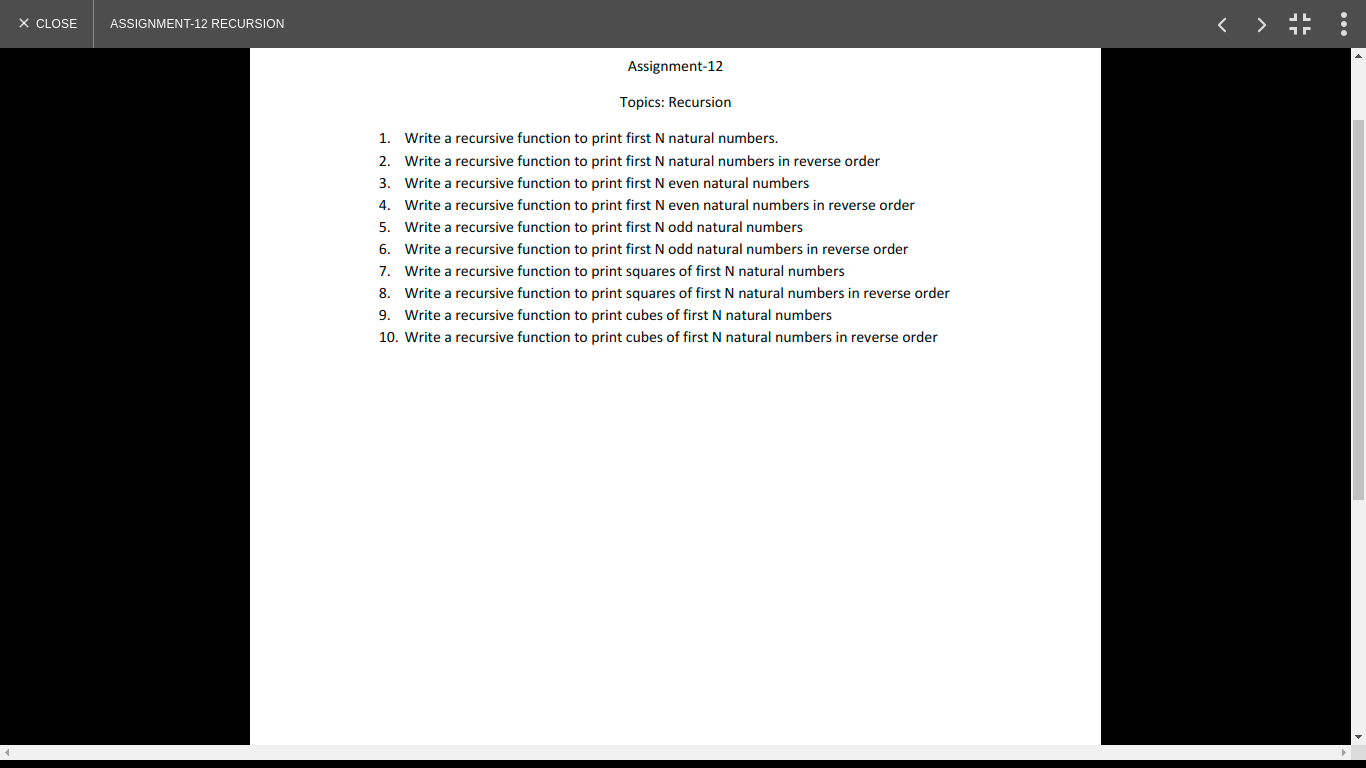 CLOSE ASSIGNMENT-12 RECURSION
Assignment-12
Topics: Recursion
1. Write a recursive function to print first N natural numbers.
2. Write a recursive function to print first N natural numbers in reverse order
3. Write a recursive function to print first N even natural numbers
4. Write a recursive function to print first N even natural numbers in reverse order
5. Write a recursive function to print first N odd natural numbers
6. Write a recursive function to print first N odd natural numbers in reverse order
7. Write a recursive function to print squares of first N natural numbers
8. Write a recursive function to print squares of first N natural numbers in reverse order
9. Write a recursive function to print cubes of first N natural numbers
10. Write a recursive function to print cubes of first N natural numbers in reverse order